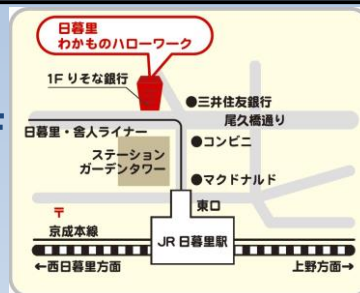 日暮里
わかものハローワーク
1F りそな銀行
●三井住友銀行
尾久橋通り
日暮里・舎人ライナー
●コンビニ
ステーション
ガーデンタワー
●マクドナルド
東口
〒
京成本線
JR 日暮里駅
←西日暮里方面
上野方面→